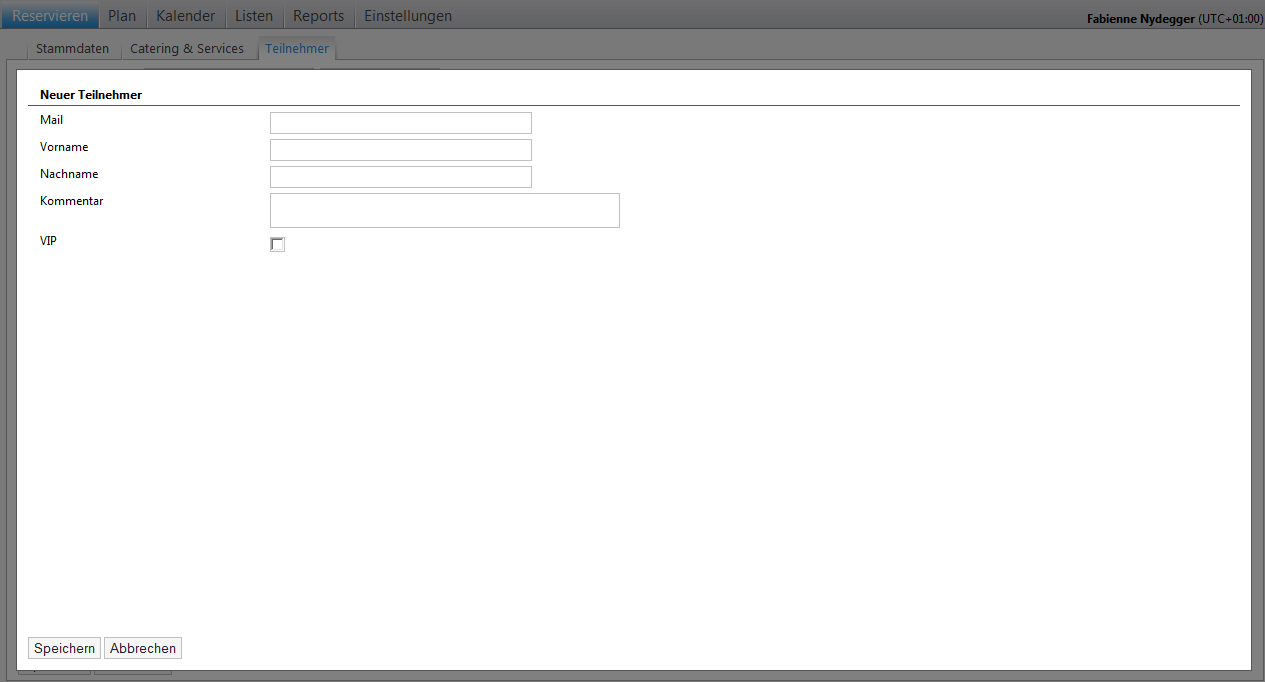 Reservieren Plan Kalender Listen Reports Einstellungen
Fabienne Nydegger (UTC+01:00)
Stammdaten Catering & Services Teilnehmer
Neuer Teilnehmer
Mail
Vorname
Nachname
Kommentar
VIP
Speichern Abbrechen